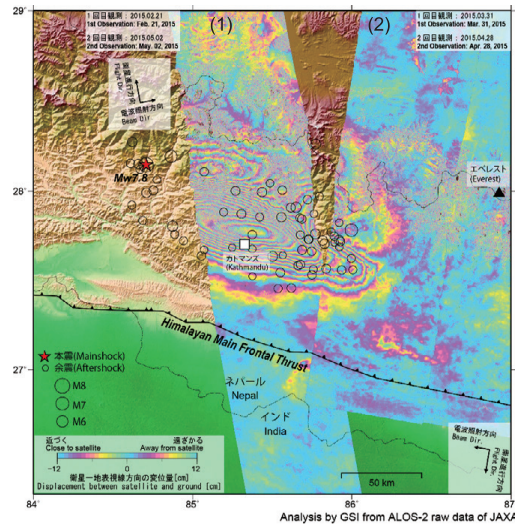 (1)
(2)
1回目観測 : 2015.02.21
1st Observation: Feb. 21, 2015
2回目観測 : 2015.05.02
2nd Observation: May. 02, 2015
1回目観測 : 2015.03.31
1st Observation: Mar. 31, 2015
2回目観測 : 2015.04.28
2nd Observation: Apr. 28, 2015
29°
衛星進行方向
Flight Dir.
電波照射方向
Beam Dir.
Mw7.8
エベレスト
(Everest)
28°
カトマンズ
(Kathmandu)
Himalayan Main Frontal Thrust
27°
本震(Mainshock)
余震(Aftershock)
M8
M7
M6
ネパール
Nepal
インド
India
近づく 遠ざかる
Close to satellite Away from satellite
-12 -6 0 6 12
衛星-地表視線方向の変位量[cm]
Displacement between satellite and ground [cm]
電波照射方向
Beam Dir.
衛星進行方向
Flight Dir.
50 km
84°
85°
86°
87
Analysis by GSI from ALOS-2 raw data of JAXA